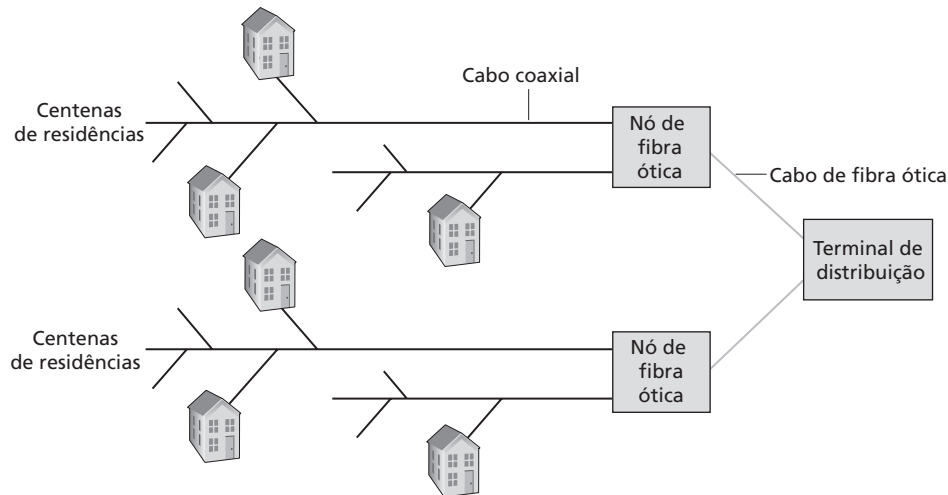 Cabo coaxial
Centenas
de residências
Nó de
fibra
ótica
Cabo de fibra ótica
Terminal de
distribuição
Centenas
de residências
Nó de
fibra
ótica